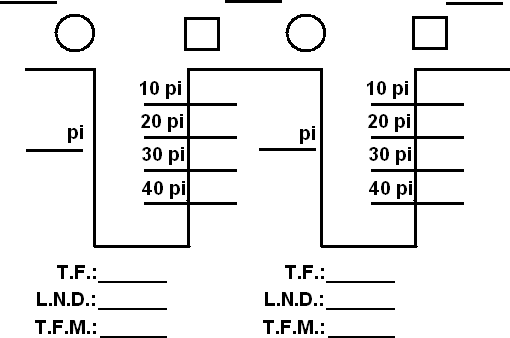 10 pi 10 pi
20 pi 20 pi
pi pi
30 pi 30 pi
40 pi 40 pi
T.F.: T.F.:
L.N.D.: L.N.D.:
T.F.M.: T.F.M.: